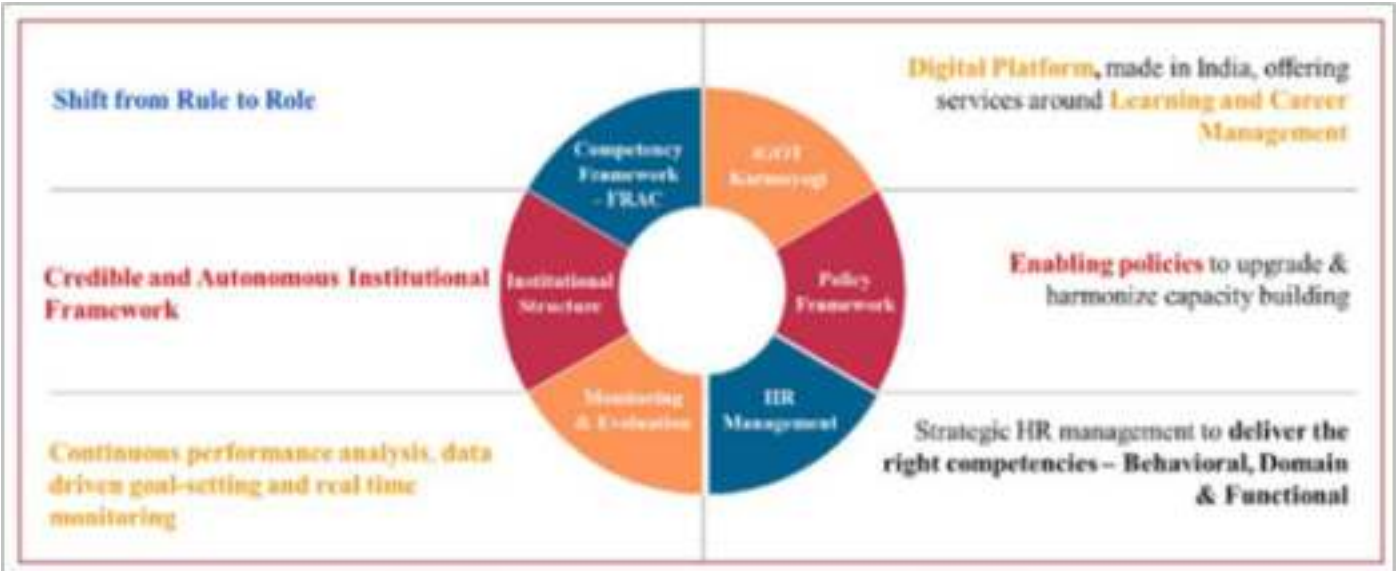 Shift from Rule to Role
Credible and Autonomous Institutional
Framework
Continuous performance analysis, data
driven goal-setting and real time
monitoring
Competency
Framework
- FRAC
iGOT
Karmayogi
Institutional
Structure
Policy
Framework
Monitoring
& Evaluation
HR
Management
Digital Platform, made in India, offering
services around Learning and Career
Management
Enabling policies to upgrade &
harmonize capacity building
Strategic HR management to deliver the
right competencies – Behavioral, Domain
& Functional